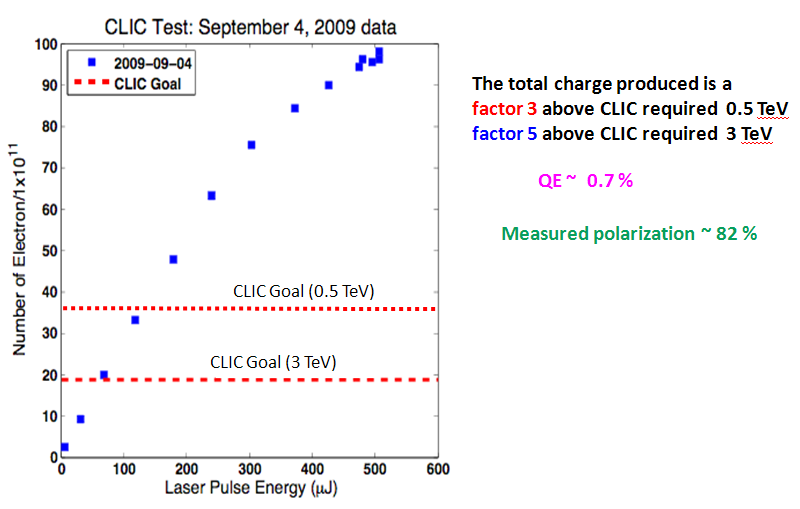 CLIC Test: September 4, 2009 data
100
90
80
70
60
50
40
30
20
10
0
Number of Electron/1x10¹¹
2009-09-04
CLIC Goal
CLIC Goal (0.5 TeV)
CLIC Goal (3 TeV)
0 100 200 300 400 500 600
Laser Pulse Energy (μJ)
The total charge produced is a
factor 3 above CLIC required 0.5 TeV
factor 5 above CLIC required 3 TeV
QE ~ 0.7 %
Measured polarization ~ 82 %